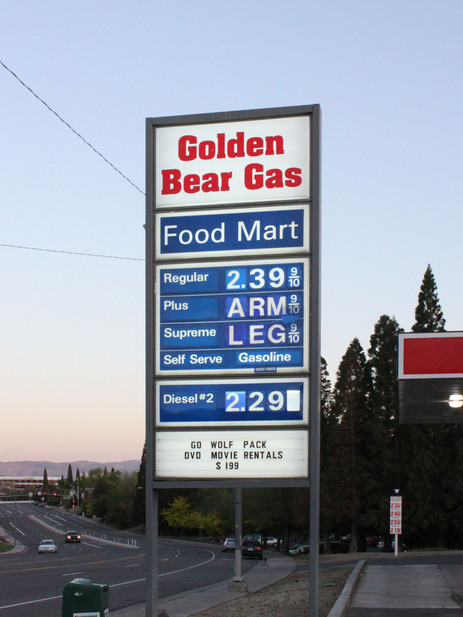 Golden
Bear Gas
Food Mart
Regular 2.39 9/10
Plus ARM 9/10
Supreme LEG 9/10
Self Serve Gasoline
Diesel #2 2.29
GO WOLF PACK
DVD MOVIE RENTALS
S 199